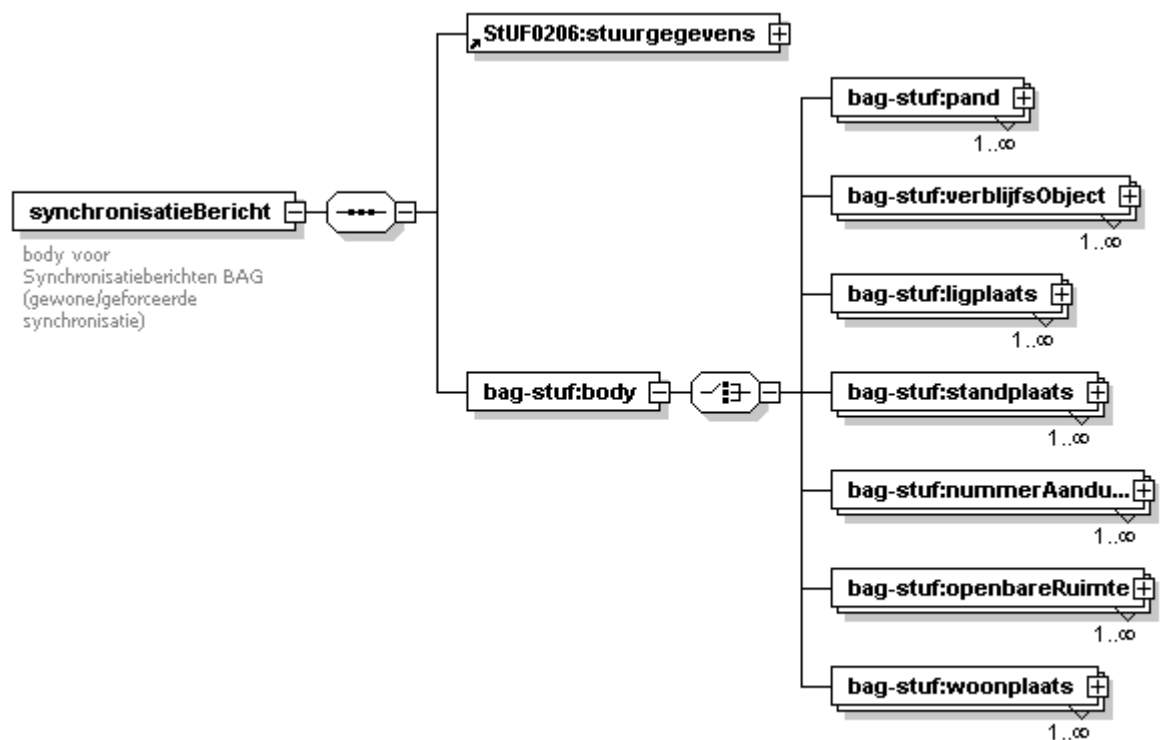 StUF0206:stuurgegevens
bag-stuf:pand
1..∞
bag-stuf:verblijfsObject
1..∞
synchronisatieBericht
body voor
Synchronisatieberichten BAG
(gewone/geforceerde
synchronisatie)
bag-stuf:ligplaats
1..∞
bag-stuf:body
bag-stuf:standplaats
1..∞
bag-stuf:nummerAandu...
1..∞
bag-stuf:openbareRuimte
1..∞
bag-stuf:woonplaats
1..∞